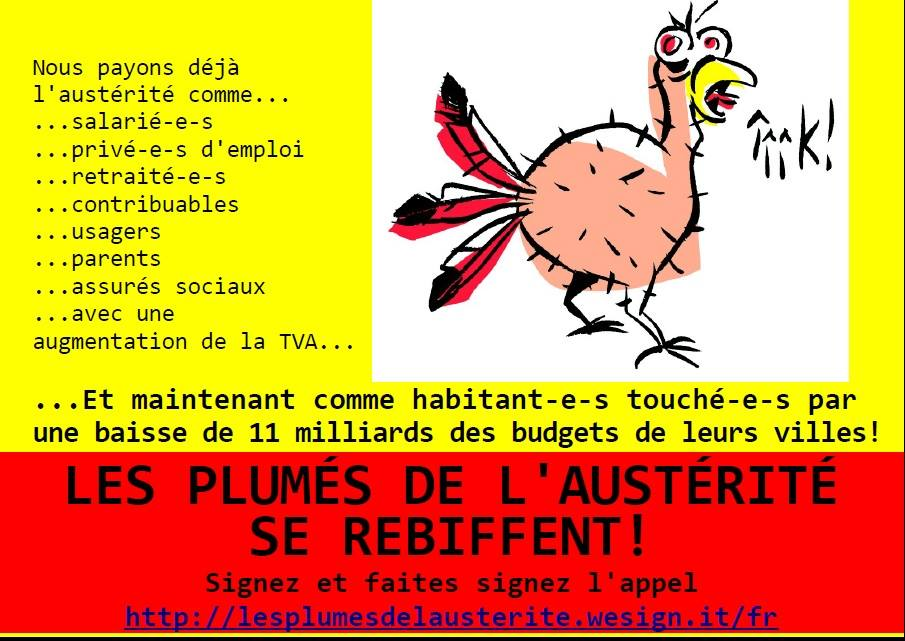 Nous payons déjà
l'austérité comme...
...salarié-e-s
...privé-e-s d'emploi
...retraité-e-s
...contribuables
...usagers
...parents
...assurés sociaux
...avec une
augmentation de la TVA...
îîîk!
...Et maintenant comme habitant-e-s touché-e-s par
une baisse de 11 milliards des budgets de leurs villes!
LES PLUMÉS DE L'AUSTÉRITÉ
SE REBIFFENT!
Signez et faites signez l'appel
http://lesplumesdelausterite.wesign.it/fr